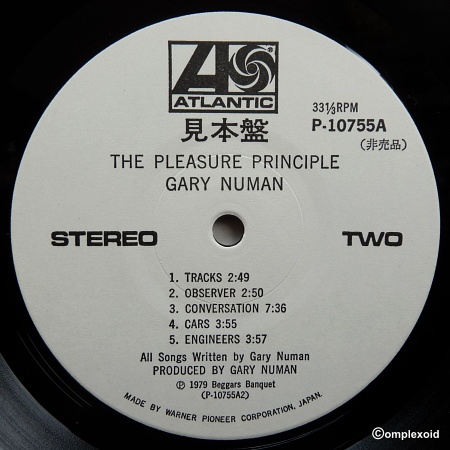 ATLANTIC
33⅓RPM
見本盤
P-10755A
(非売品)
THE PLEASURE PRINCIPLE
GARY NUMAN
STEREO TWO
1. TRACKS 2:49
2. OBSERVER 2:50
3. CONVERSATION 7:36
4. CARS 3:55
5. ENGINEERS 3:57
All Songs Written by Gary Numan
PRODUCED BY GARY NUMAN
Ⓟ 1979 Beggars Banquet
(P-10755A2)
MADE BY WARNER PIONEER CORPORATION, JAPAN.
©omplexoid